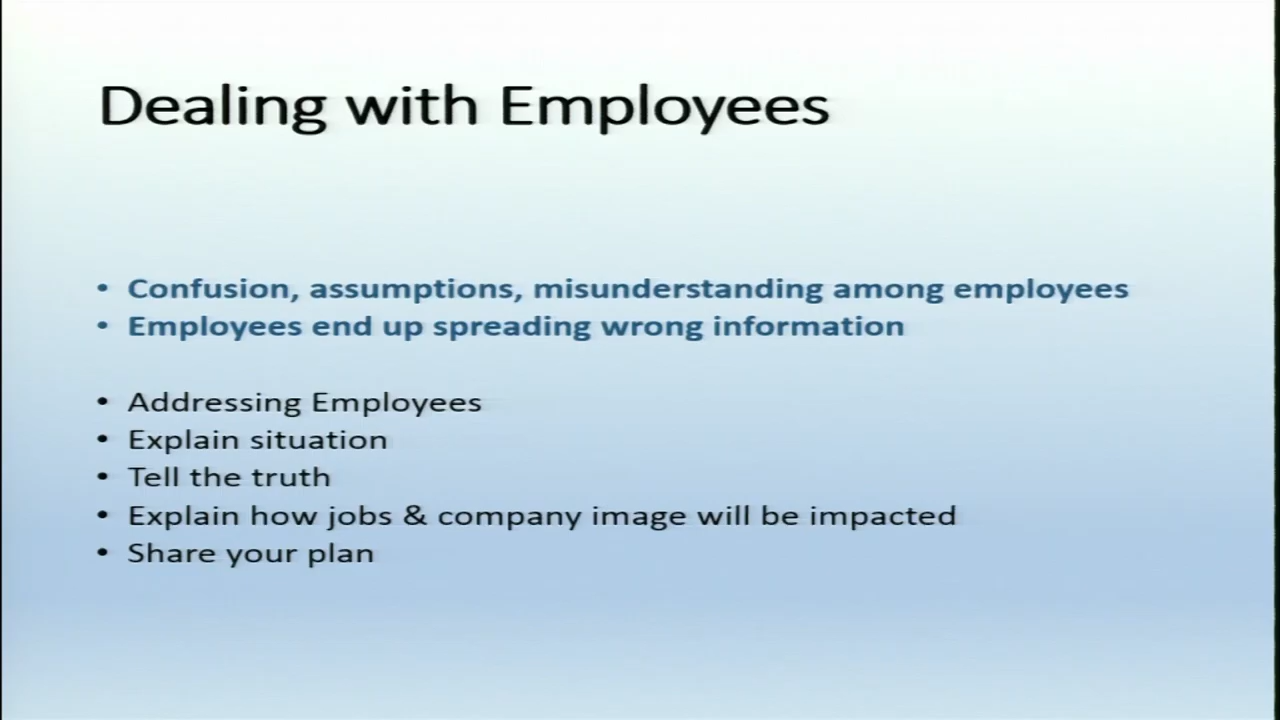 Dealing with Employees
• Confusion, assumptions, misunderstanding among employees
• Employees end up spreading wrong information
• Addressing Employees
• Explain situation
• Tell the truth
• Explain how jobs & company image will be impacted
• Share your plan